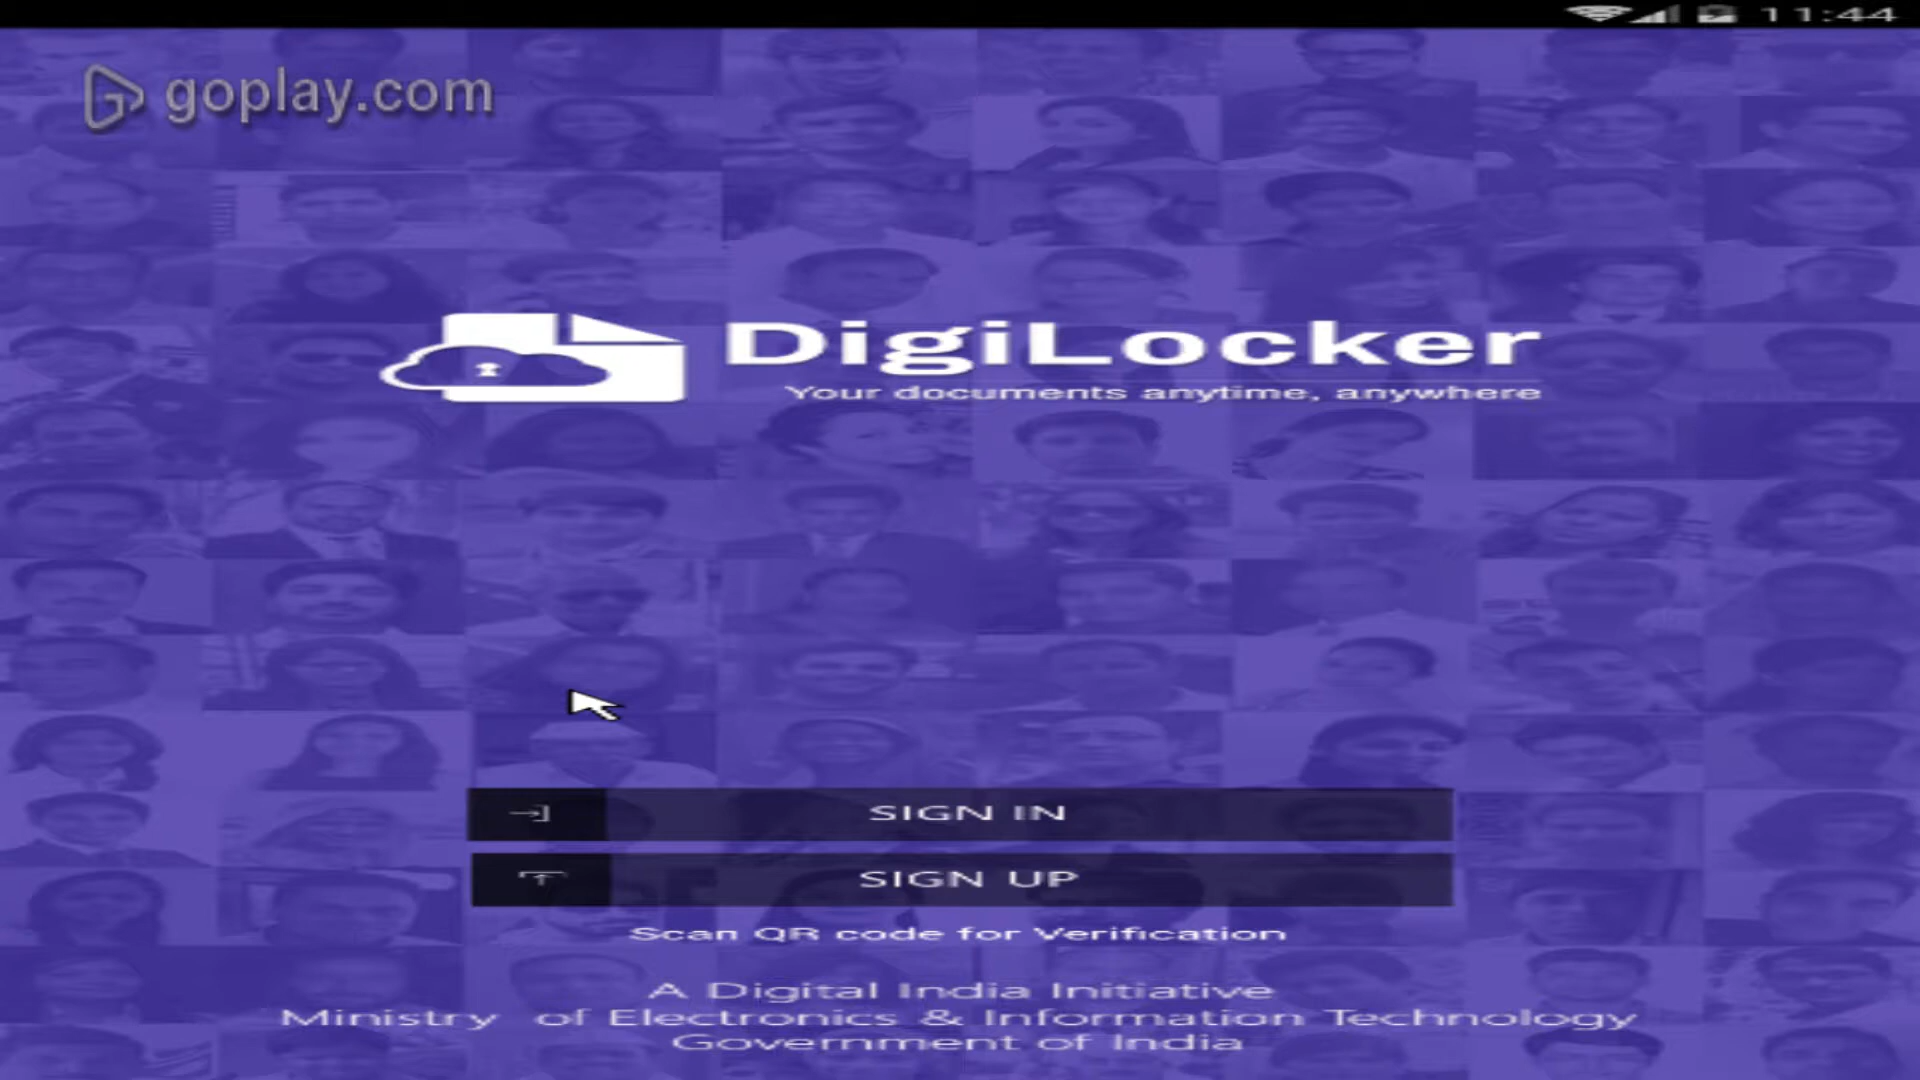 11:44
goplay.com
DigiLocker
Your documents anytime, anywhere
SIGN IN
SIGN UP
Scan QR code for Verification
A Digital India Initiative
Ministry of Electronics & Information Technology
Government of India